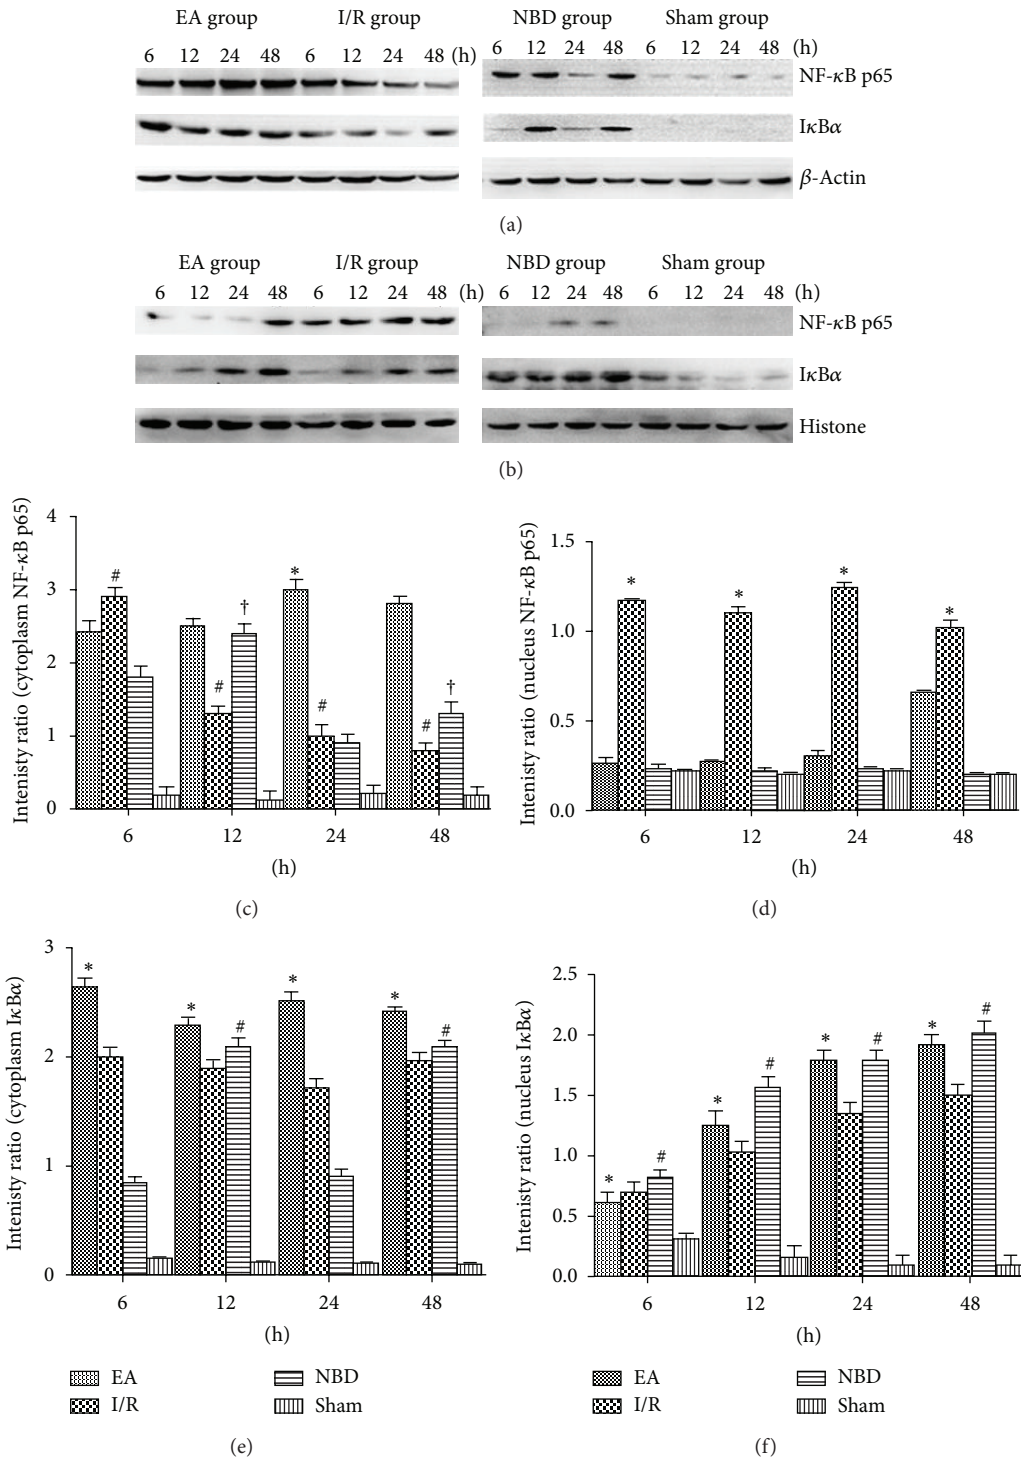 EA group I/R group NBD group Sham group
6 12 24 48 6 12 24 48 (h) 6 12 24 48 6 12 24 48 (h)
NF-κB p65
IκBα
β-Actin
(a)
EA group I/R group NBD group Sham group
6 12 24 48 6 12 24 48 (h) 6 12 24 48 6 12 24 48 (h)
NF-κB p65
IκBα
Histone
(b)
Intenisty ratio (cytoplasm NF-κB p65)
4
3
2
1
0
# # † * # # †
6 12 24 48
(h)
(c)
Intenisty ratio (nucleus NF-κB p65)
1.5
1.0
0.5
0.0
* * * *
6 12 24 48
(h)
(d)
Intenisty ratio (cytoplasm IκBα)
3
2
1
0
* * # * * #
6 12 24 48
(h)
EA NBD
I/R Sham
(e)
Intenisty ratio (nucleus IκBα)
2.5
2.0
1.5
1.0
0.5
0.0
* # * # * # * #
6 12 24 48
(h)
EA NBD
I/R Sham
(f)